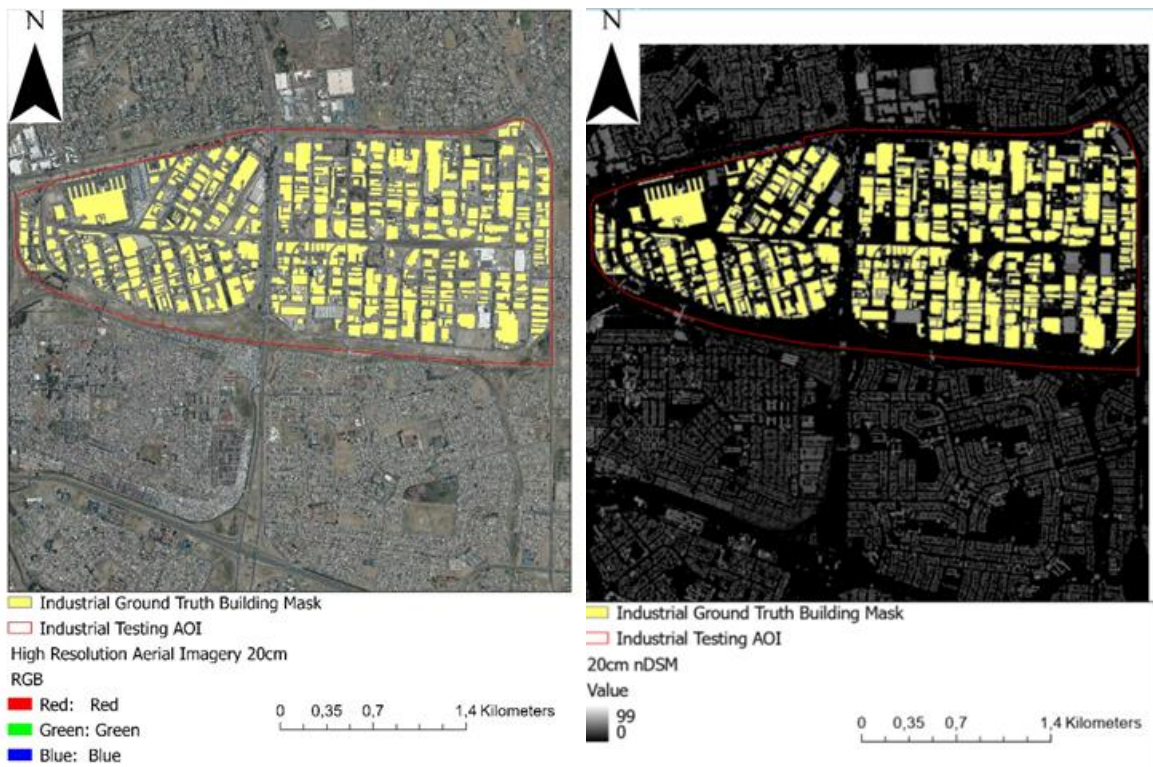 N
Industrial Ground Truth Building Mask
Industrial Testing AOI
High Resolution Aerial Imagery 20cm
RGB
Red: Red
Green: Green
Blue: Blue
0 0,35 0,7 1,4 Kilometers
N
Industrial Ground Truth Building Mask
Industrial Testing AOI
20cm nDSM
Value
99
0
0 0,35 0,7 1,4 Kilometers